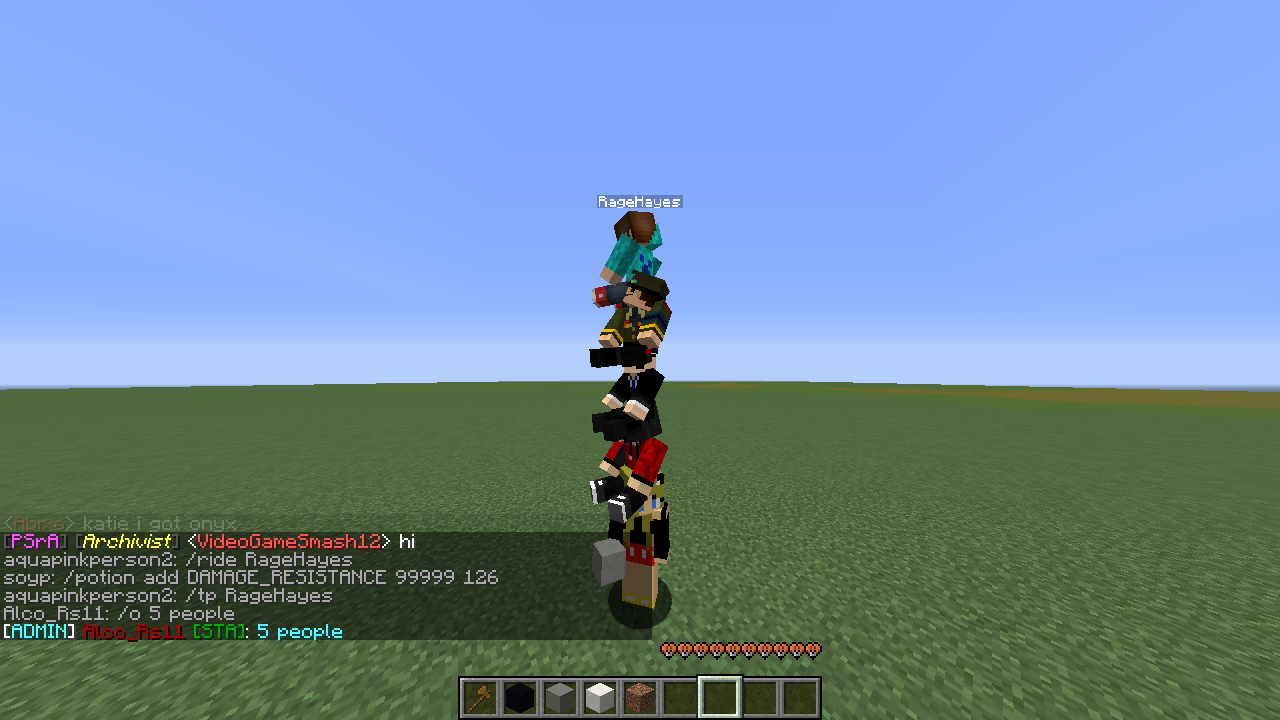 RageHayes
<Abixe> katie i got onyx
[PSrA] [Archivist] <VideoGameSmash12> hi
aquapinkperson2: /ride RageHayes
soyp: /potion add DAMAGE_RESISTANCE 99999 126
aquapinkperson2: /tp RageHayes
Alco_Rs11: /o 5 people
[ADMIN] Alco_Rs11 [STA]: 5 people